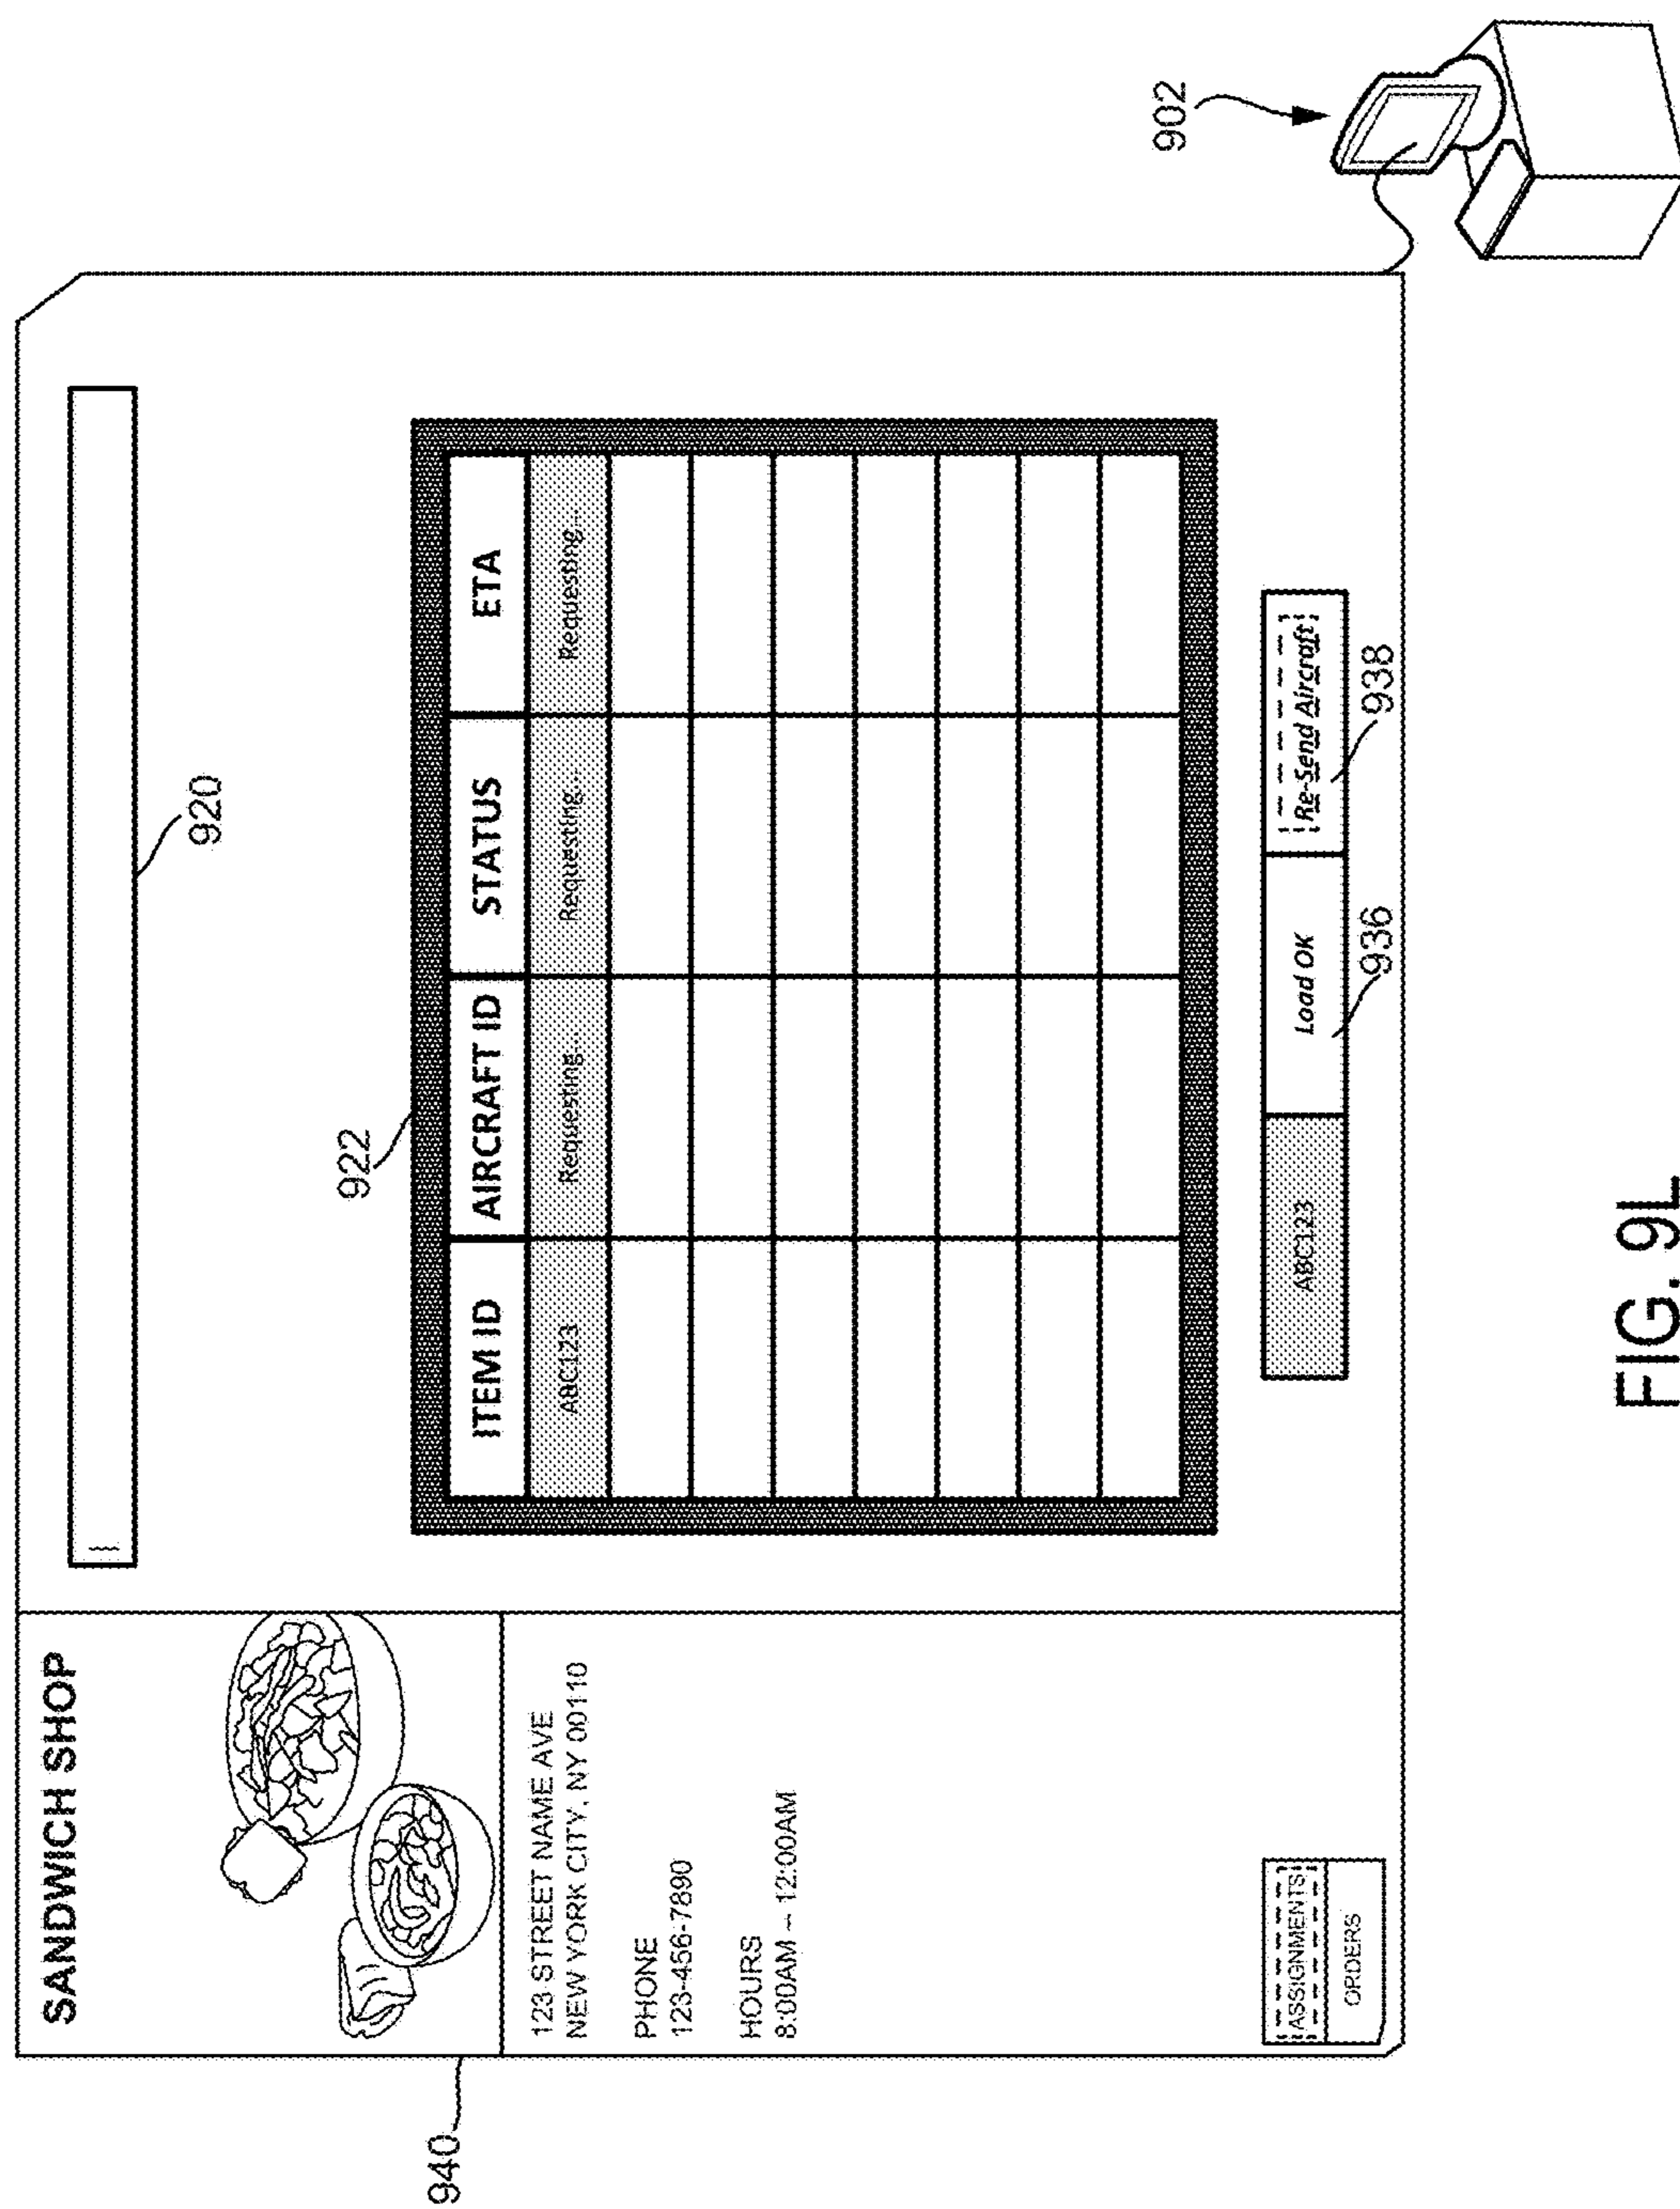 SANDWICH SHOP
940
123 STREET NAME AVE
NEW YORK CITY, NY 00110
PHONE
123-456-7890
HOURS
8:00AM – 12:00AM
ASSIGNMENTS
ORDERS
920
922
ITEM ID AIRCRAFT ID STATUS ETA
ABC123 Requesting... Requesting... Requesting...
ABC123 Load OK Re-Send Aircraft
936 938
902
FIG. 9L